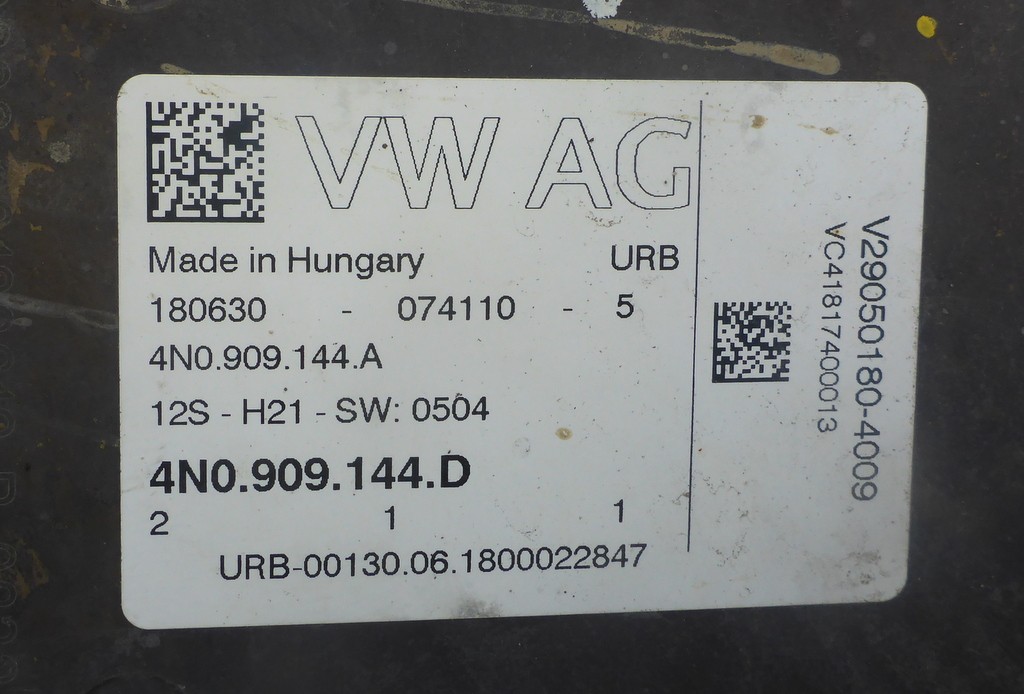 VW AG
Made in Hungary URB
180630 - 074110 - 5
4N0.909.144.A
12S - H21 - SW: 0504
4N0.909.144.D
2 1 1
URB-00130.06.1800022847
V29050180-4009
VC4181740013